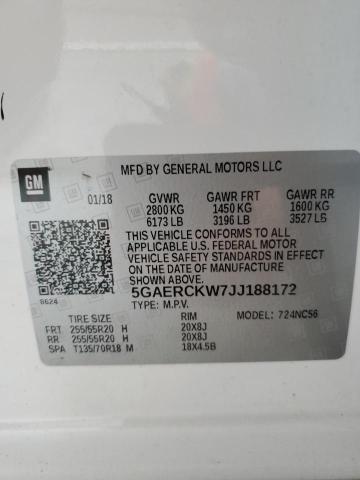 GM
MFD BY GENERAL MOTORS LLC
01/18 GVWR GAWR FRT GAWR RR
2800 KG 1450 KG 1600 KG
6173 LB 3196 LB 3527 LB
THIS VEHICLE CONFORMS TO ALL APPLICABLE
U.S. FEDERAL MOTOR
VEHICLE SAFETY STANDARDS IN EFFECT
ON THE DATE OF MANUFACTURE
SHOWN ABOVE.
8624 5GAERCKW7JJ188172
TYPE: M.P.V. MODEL: 724NC56
TIRE SIZE SPEED RTG RIM
FRT 255/55R20 H 20X8J
RR 255/55R20 H 20X8J
SPA T135/70R18 M 18X4.5B